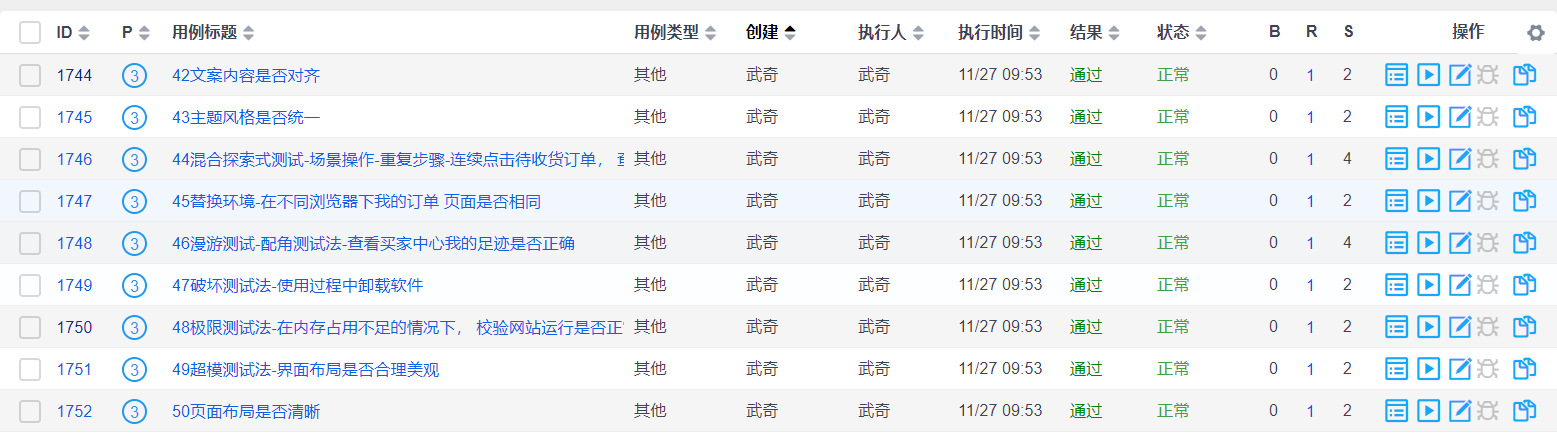 ID P 用例标题 用例类型 创建 执行人 执行时间 结果 状态 B R S 操作
1744 3 42文案内容是否对齐 其他 武奇 武奇 11/27 09:53 通过 正常 0 1 2
1745 3 43主题风格是否统一 其他 武奇 武奇 11/27 09:53 通过 正常 0 1 2
1746 3 44混合探索式测试-场景操作-重复步骤-连续点击待收货订单， 其他 武奇 武奇 11/27 09:53 通过 正常 0 1 4
1747 3 45替换环境-在不同浏览器下我的订单 页面是否相同 其他 武奇 武奇 11/27 09:53 通过 正常 0 1 2
1748 3 46漫游测试-配角测试法-查看买家中心我的足迹是否正确 其他 武奇 武奇 11/27 09:53 通过 正常 0 1 4
1749 3 47破坏测试法-使用过程中卸载软件 其他 武奇 武奇 11/27 09:53 通过 正常 0 1 2
1750 3 48极限测试法-在内存占用不足的情况下， 校验网站运行是否正 其他 武奇 武奇 11/27 09:53 通过 正常 0 1 2
1751 3 49超模测试法-界面布局是否合理美观 其他 武奇 武奇 11/27 09:53 通过 正常 0 1 2
1752 3 50页面布局是否清晰 其他 武奇 武奇 11/27 09:53 通过 正常 0 1 2